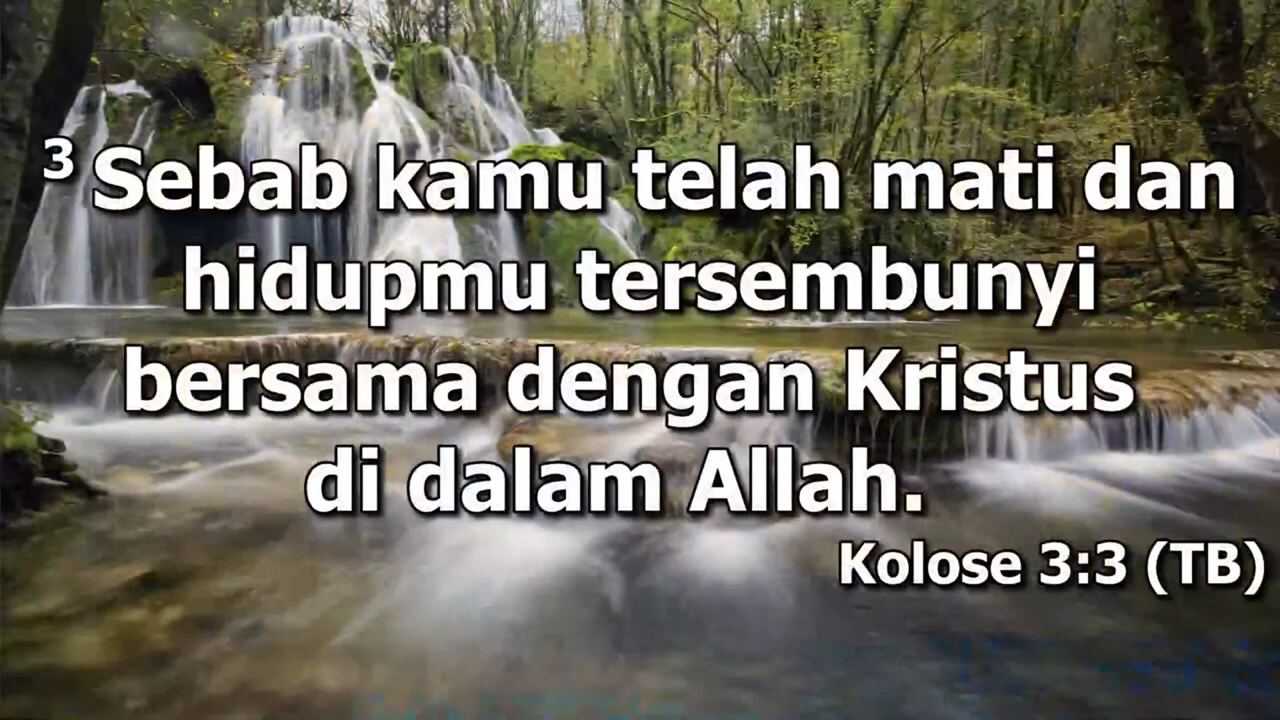 3 Sebab kamu telah mati dan
hidupmu tersembunyi
bersama dengan Kristus
di dalam Allah.
Kolose 3:3 (TB)